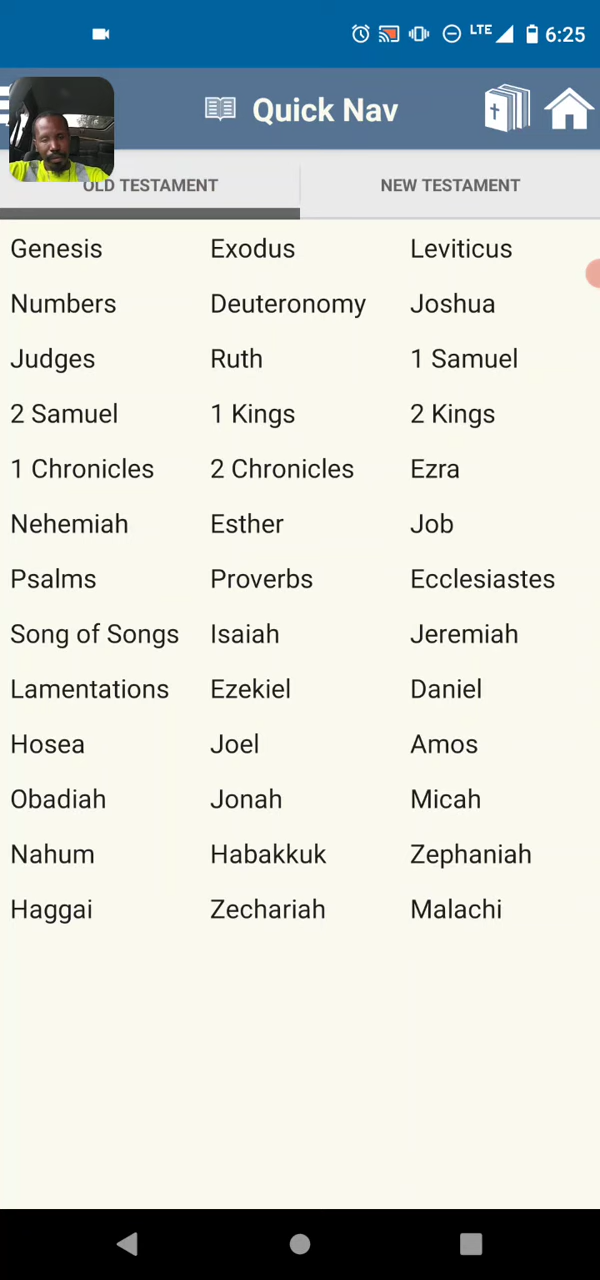 LTE 6:25
Quick Nav
OLD TESTAMENT NEW TESTAMENT
Genesis Exodus Leviticus
Numbers Deuteronomy Joshua
Judges Ruth 1 Samuel
2 Samuel 1 Kings 2 Kings
1 Chronicles 2 Chronicles Ezra
Nehemiah Esther Job
Psalms Proverbs Ecclesiastes
Song of Songs Isaiah Jeremiah
Lamentations Ezekiel Daniel
Hosea Joel Amos
Obadiah Jonah Micah
Nahum Habakkuk Zephaniah
Haggai Zechariah Malachi